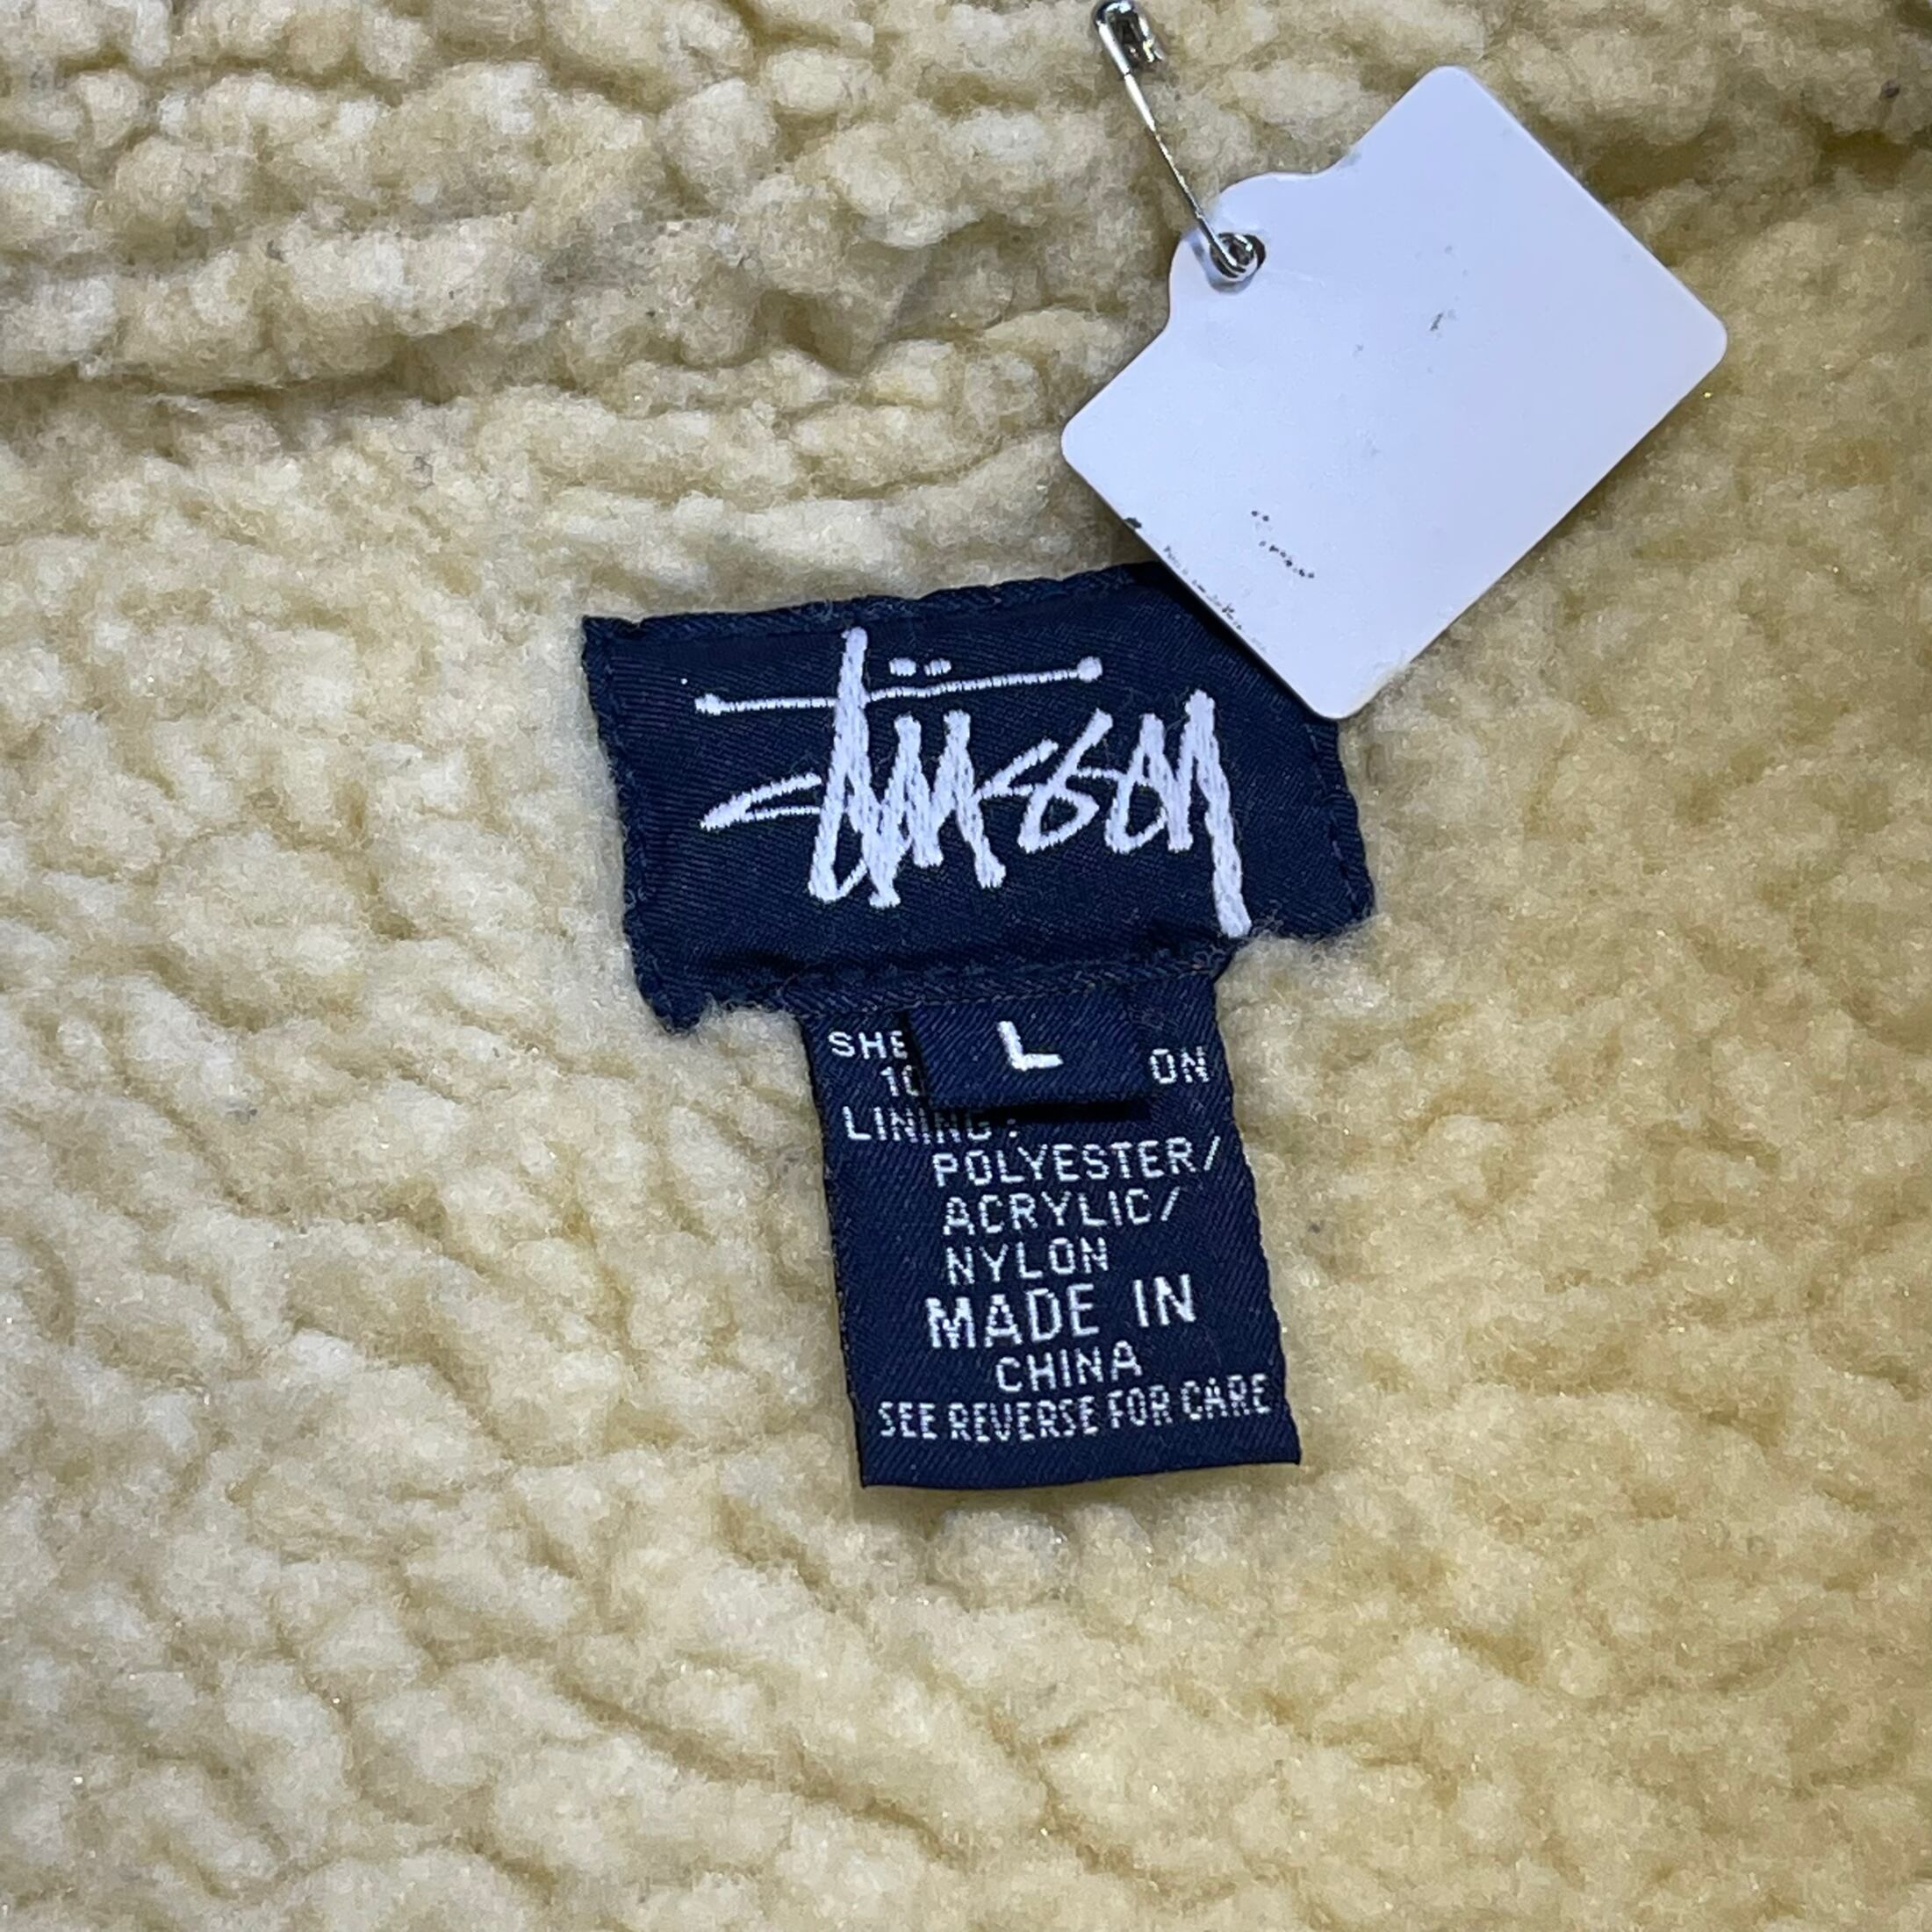 Stüssy
L
SHE
10 ON
LINING:
POLYESTER/
ACRYLIC/
NYLON
MADE IN
CHINA
SEE REVERSE FOR CARE